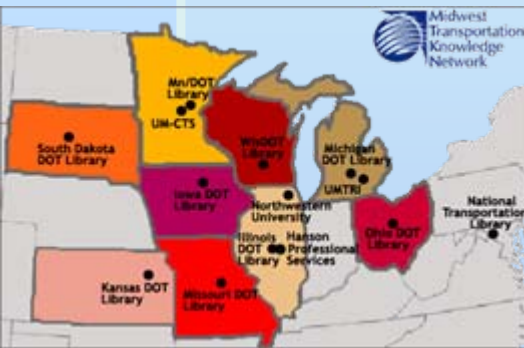 Midwest
Transportation
Knowledge
Network
Mn/DOT
Library
UM-CTS
South Dakota
DOT Library
WisDOT
Library
Michigan
DOT Library
UMTRI
Iowa DOT
Library
Northwestern
University
National
Transportation
Library
Illinois
DOT
Library
Hanson
Professional
Services
Ohio DOT
Library
Kansas DOT
Library
Missouri DOT
Library